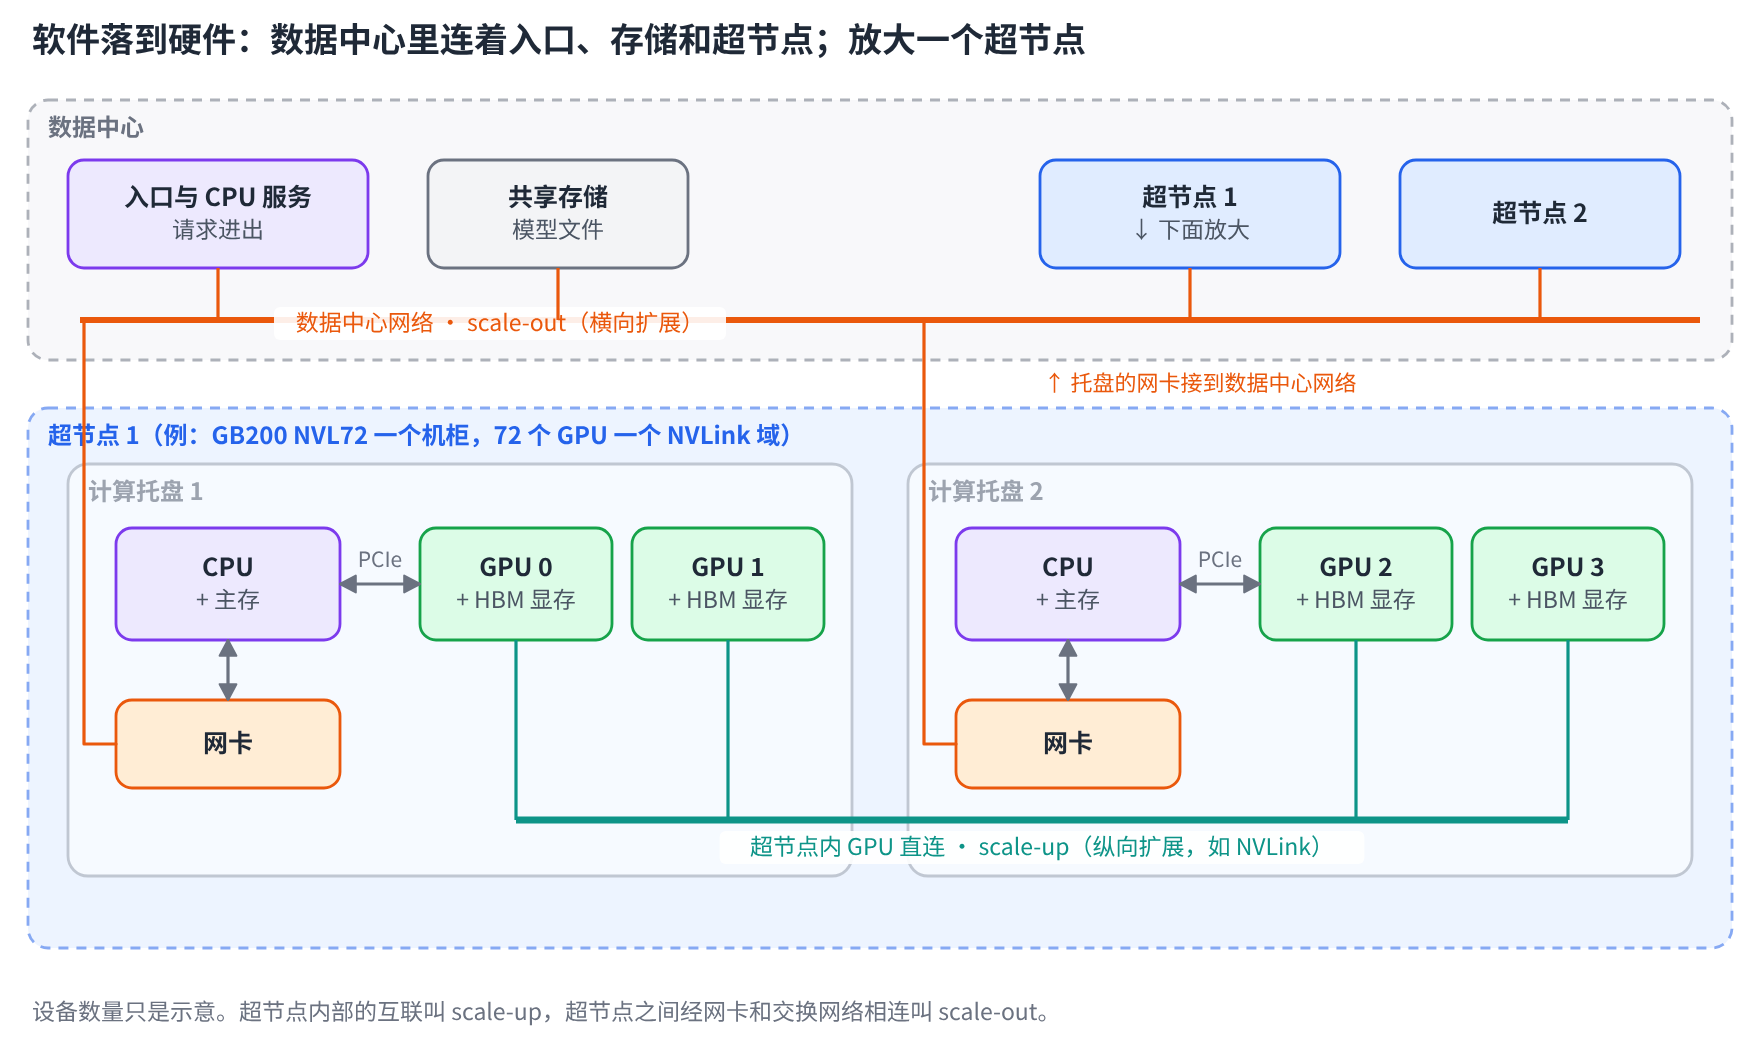 软件落到硬件：数据中心里连着入口、存储和超节点；放大一个超节点
数据中心
入口与 CPU 服务
请求进出
共享存储
模型文件
超节点 1
↓ 下面放大
超节点 2
数据中心网络 · scale-out（横向扩展）
↑ 托盘的网卡接到数据中心网络
超节点 1（例：GB200 NVL72 一个机柜，72 个 GPU 一个 NVLink 域）
计算托盘 1
CPU
+ 主存
PCIe
GPU 0
+ HBM 显存
GPU 1
+ HBM 显存
网卡
计算托盘 2
CPU
+ 主存
PCIe
GPU 2
+ HBM 显存
GPU 3
+ HBM 显存
网卡
超节点内 GPU 直连 · scale-up（纵向扩展，如 NVLink）
设备数量只是示意。超节点内部的互联叫 scale-up，超节点之间经网卡和交换网络相连叫 scale-out。